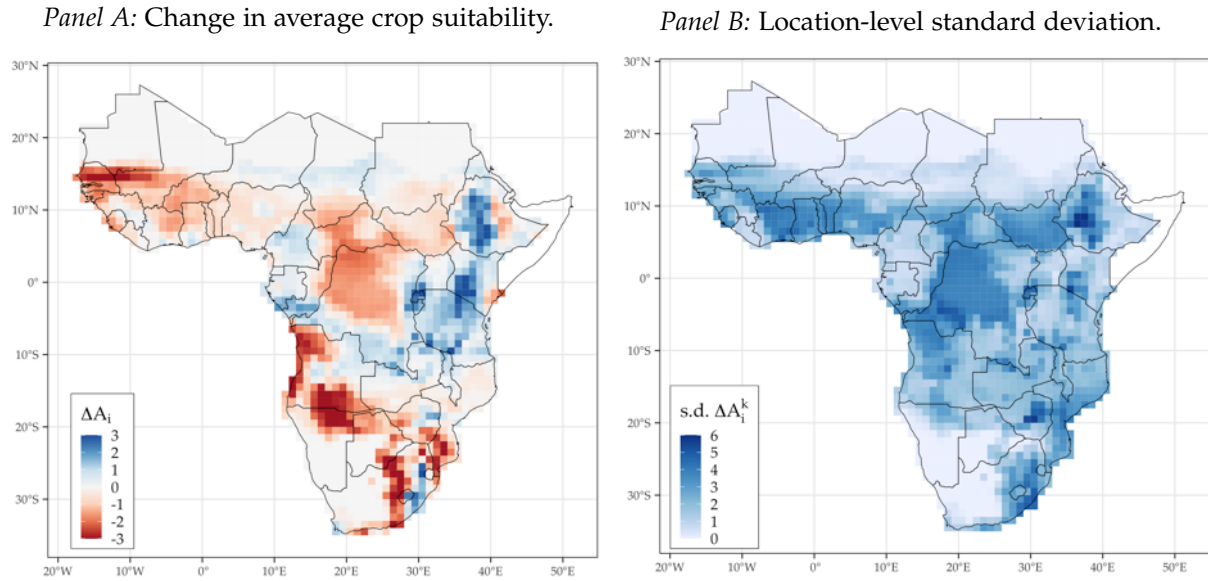 Panel A: Change in average crop suitability.
30°N
20°N
10°N
0°
10°S
20°S
30°S
20°W
10°W
0°
10°E
20°E
30°E
40°E
50°E
ΔAᵢ
3
2
1
0
-1
-2
-3
Panel B: Location-level standard deviation.
30°N
20°N
10°N
0°
10°S
20°S
30°S
20°W
10°W
0°
10°E
20°E
30°E
40°E
50°E
s.d. ΔAᵢᵏ
6
5
4
3
2
1
0